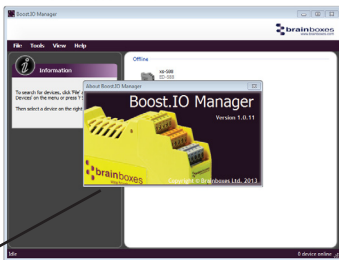 Boost.IO Manager
brainboxes
www.brainboxes.com
File Tools View Help
Information
To search for devices, click 'File'
Devices' on the menu or press
Then select a device on the right
Offline
ED-588
About Boost.IO Manager
Boost.IO Manager
Version 1.0.11
brainboxes
Copyright © Brainboxes Ltd, 2013
Idle
0 device online